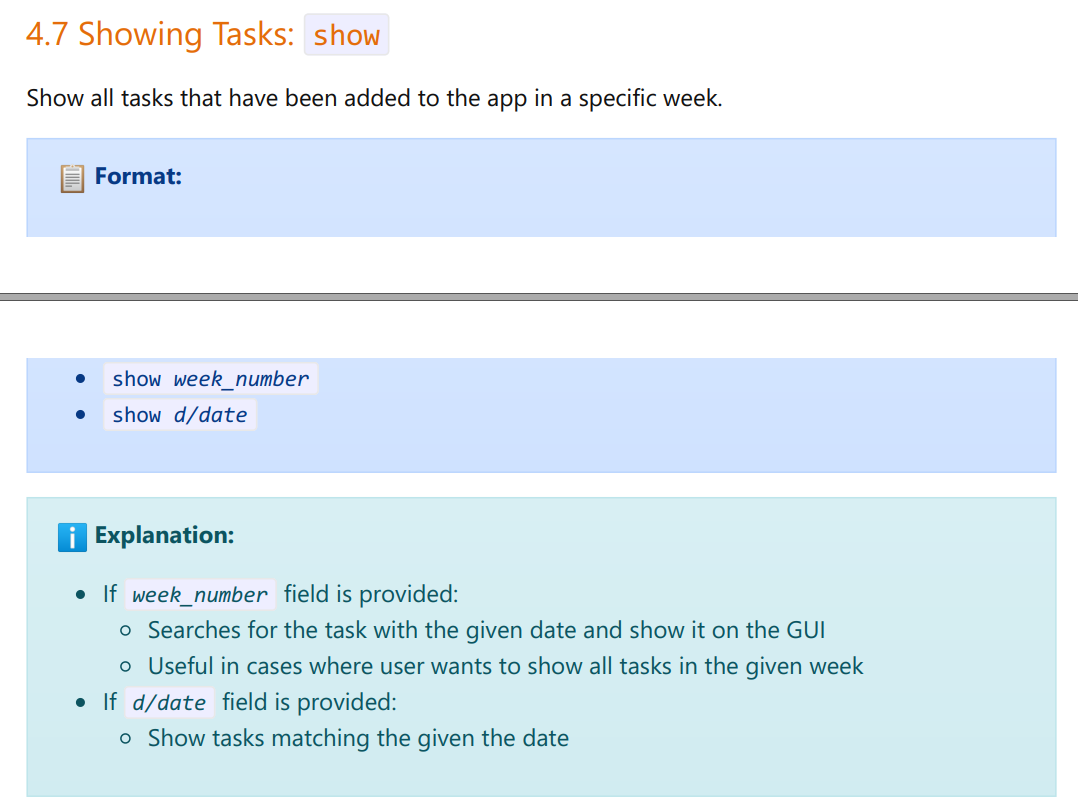 4.7 Showing Tasks: show
Show all tasks that have been added to the app in a specific week.
Format:
show week_number
show d/date
Explanation:
If week_number field is provided:
Searches for the task with the given date and show it on the GUI
Useful in cases where user wants to show all tasks in the given week
If d/date field is provided:
Show tasks matching the given the date